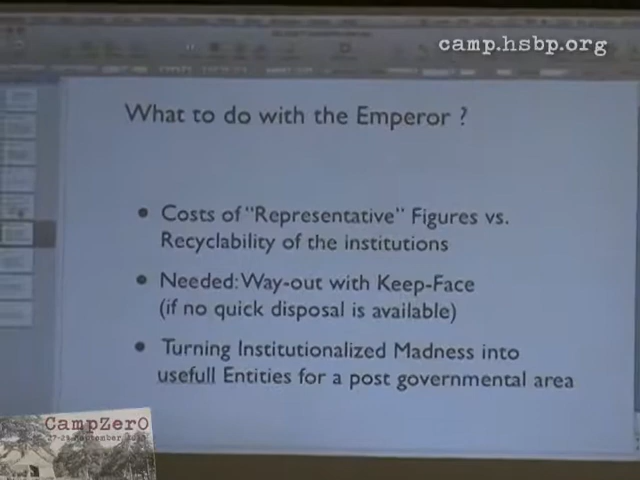 camp.hsbp.org
What to do with the Emperor ?
• Costs of "Representative" Figures vs.
Recyclability of the institutions
• Needed: Way-out with Keep-Face
(if no quick disposal is available)
• Turning Institutionalized Madness into
usefull Entities for a post governmental area
CampZer0